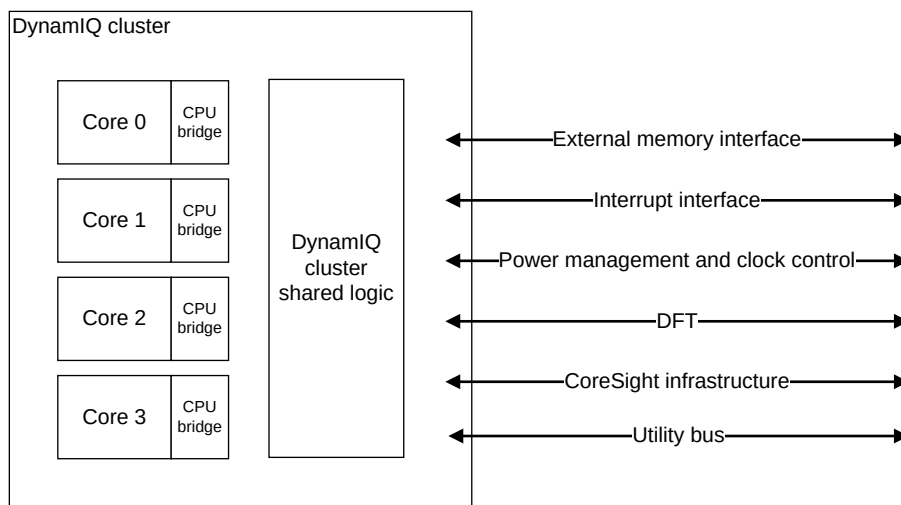 DynamIQ cluster
Core 0
CPU
bridge
Core 1
CPU
bridge
Core 2
CPU
bridge
Core 3
CPU
bridge
DynamIQ
cluster
shared logic
External memory interface
Interrupt interface
Power management and clock control
DFT
CoreSight infrastructure
Utility bus